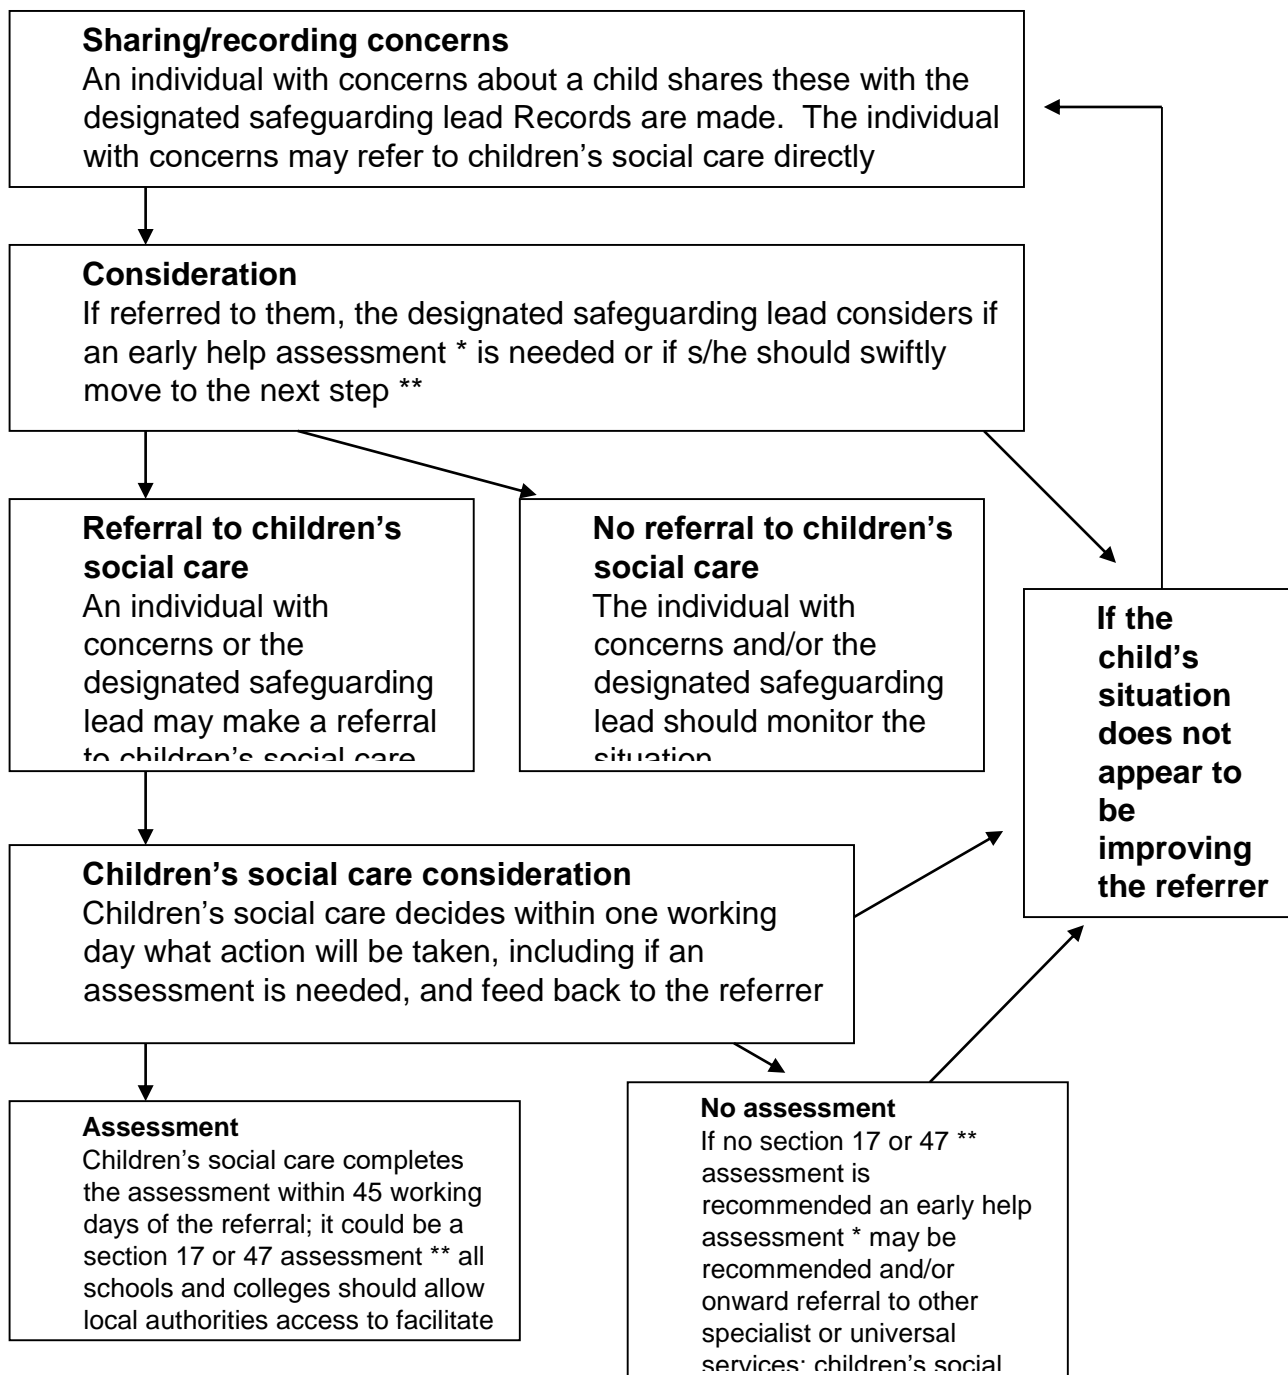 Sharing/recording concerns
An individual with concerns about a child shares these with the
designated safeguarding lead Records are made.  The individual
with concerns may refer to children’s social care directly
Consideration
If referred to them, the designated safeguarding lead considers if
an early help assessment * is needed or if s/he should swiftly
move to the next step **
Referral to children’s
social care
An individual with
concerns or the
designated safeguarding
lead may make a referral
to children’s social care
No referral to children’s
social care
The individual with
concerns and/or the
designated safeguarding
lead should monitor the
situation
If the
child’s
situation
does not
appear to
be
improving
the referrer
Children’s social care consideration
Children’s social care decides within one working
day what action will be taken, including if an
assessment is needed, and feed back to the referrer
Assessment
Children’s social care completes
the assessment within 45 working
days of the referral; it could be a
section 17 or 47 assessment ** all
schools and colleges should allow
local authorities access to facilitate
No assessment
If no section 17 or 47 **
assessment is
recommended an early help
assessment * may be
recommended and/or
onward referral to other
specialist or universal
services; children’s social